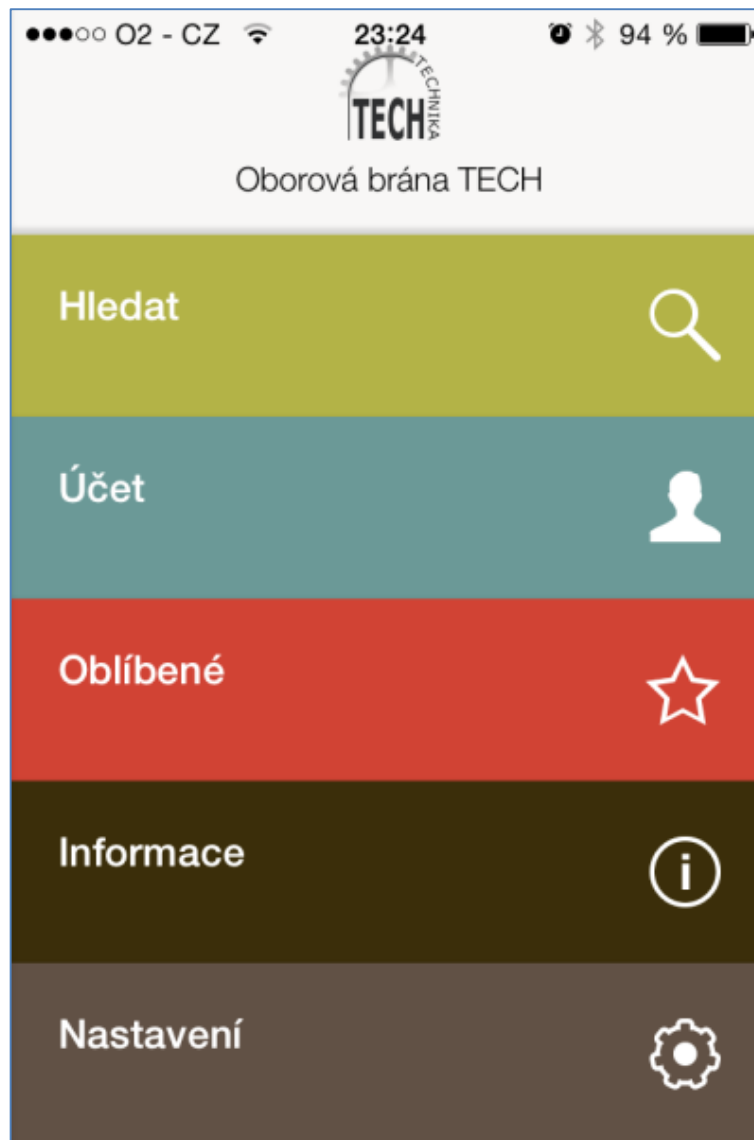 O2 - CZ 23:24 94 %
TECHNIKA
TECH
Oborová brána TECH
Hledat
Účet
Oblíbené
Informace
Nastavení